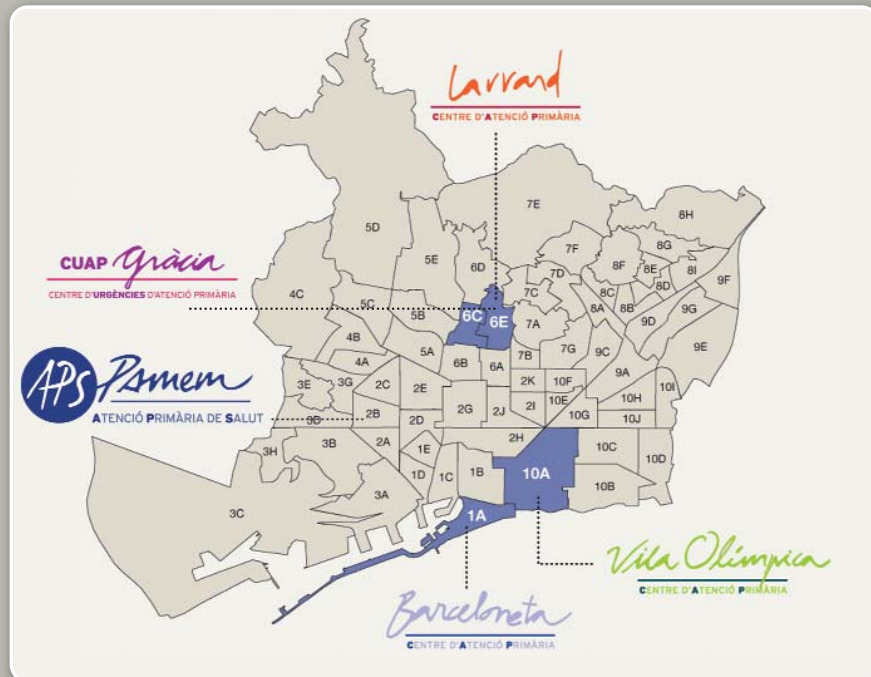 Larrard
CENTRE D'ATENCIÓ PRIMÀRIA
7E
8H
5D
8G
7F
5E
6D
8F
8E
8I
7D
8D
9F
4C
7C
8C
5C
8B
9G
6C
6E
8A
5B
7A
9D
4B
9E
5A
7B
7G
9C
4A
6B
6A
9A
3E
3G
2C
2E
2K
10F
10I
10E
10H
3D
2B
2G
2J
2I
10G
2D
10J
3B
2A
2H
3H
1E
10C
1D
1C
1B
10A
10D
3A
10B
3C
1A
CUAP Gràcia
CENTRE D'URGÈNCIES D'ATENCIÓ PRIMÀRIA
APS Pamem
ATENCIÓ PRIMÀRIA DE SALUT
Vila Olímpica
CENTRE D'ATENCIÓ PRIMÀRIA
Barceloneta
CENTRE D'ATENCIÓ PRIMÀRIA